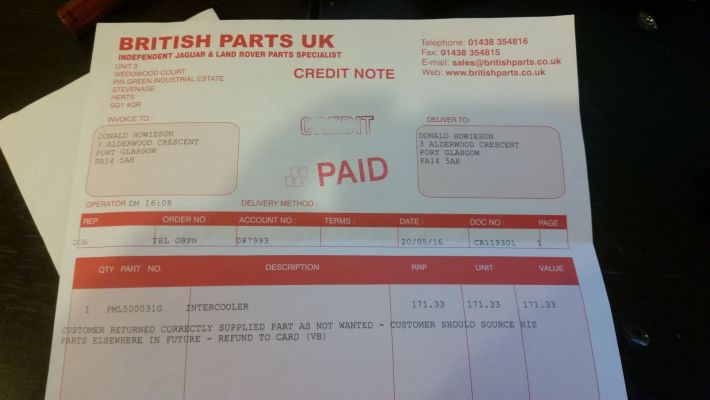 BRITISH PARTS UK
INDEPENDENT JAGUAR & LAND ROVER PARTS SPECIALIST
UNIT 3
WEDGWOOD COURT
PIN GREEN INDUSTRIAL ESTATE
STEVENAGE
HERTS
SG1 4QR
CREDIT NOTE
Telephone: 01438 354816
Fax: 01438 354815
E-mail: sales@britishparts.co.uk
Web: www.britishparts.co.uk
INVOICE TO :
CREDIT
DELIVER TO:
DONALD HOWIESON
3 ALDERWOOD CRESCENT
PORT GLASGOW
PA14 5AH
PAID
DONALD HOWIESON
3 ALDERWOOD CRESCENT
PORT GLASGOW
PA14 5AH
OPERATOR DM 16:08 DELIVERY METHOD :
REP ORDER NO : ACCOUNT NO : TERMS : DATE : DOC NO : PAGE :
TEL OBPN 087993 20/05/16 CR119301 1
QTY PART NO. DESCRIPTION RRP UNIT VALUE
1 PML500031G INTERCOOLER 171.33 171.33 171.33
CUSTOMER RETURNED CORRECTLY SUPPLIED PART AS NOT WANTED - CUSTOMER SHOULD SOURCE HIS
PARTS ELSEWHERE IN FUTURE - REFUND TO CARD (VB)